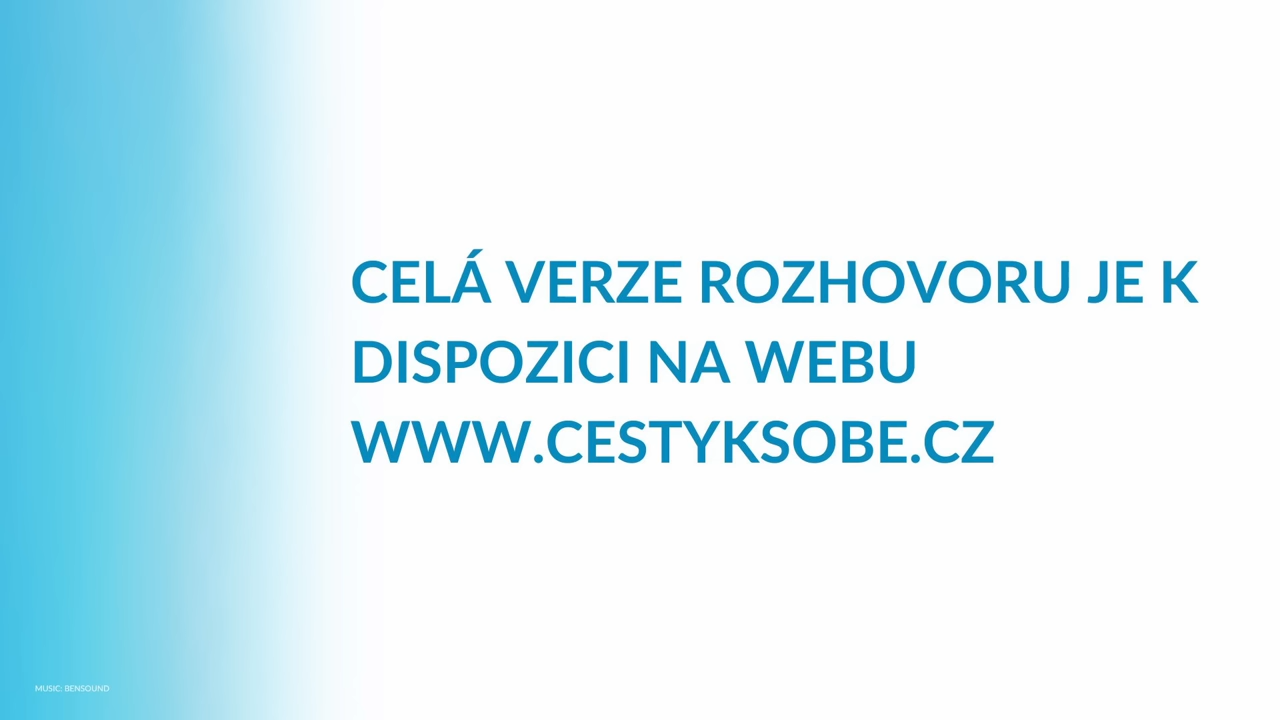 CELÁ VERZE ROZHOVORU JE K
DISPOZICI NA WEBU
WWW.CESTYKSOBE.CZ
MUSIC: BENSOUND